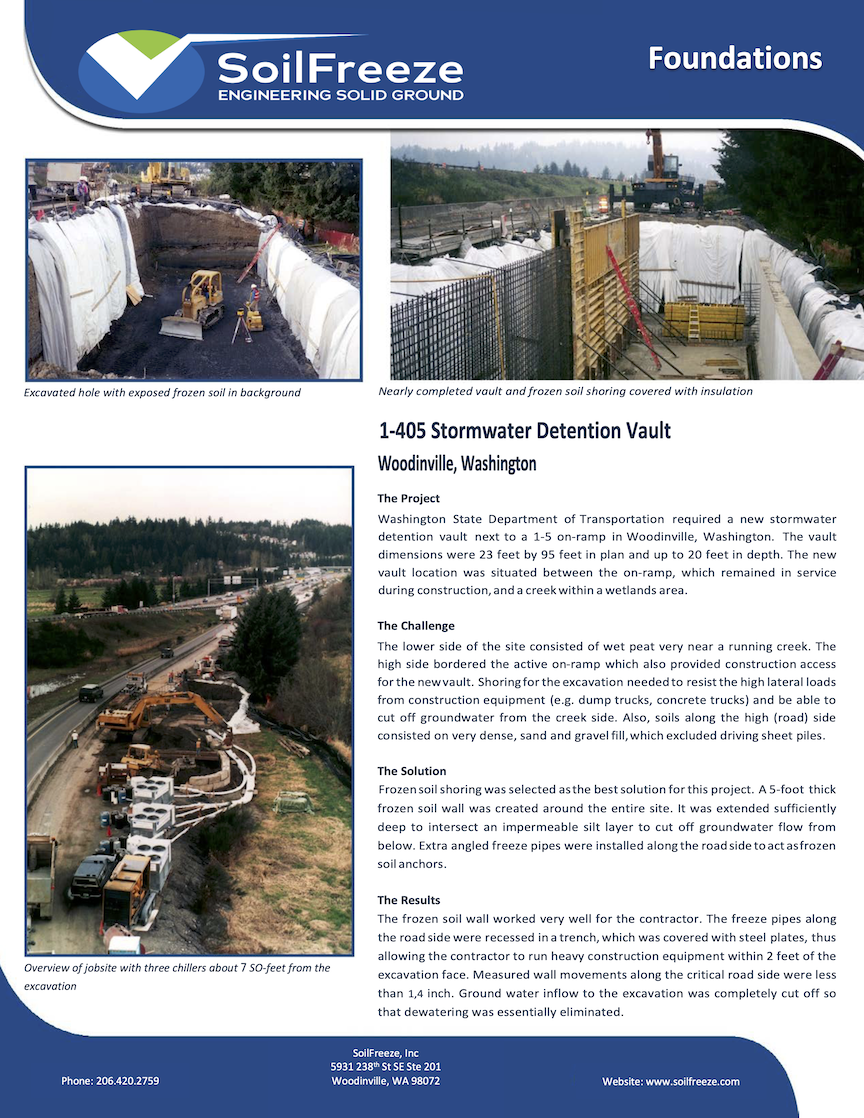 SoilFreeze
ENGINEERING SOLID GROUND
Foundations
Excavated hole with exposed frozen soil in background
Nearly completed vault and frozen soil shoring covered with insulation
1-405 Stormwater Detention Vault
Woodinville, Washington
The Project
Washington State Department of Transportation required a new stormwater
detention vault next to a 1-5 on-ramp in Woodinville, Washington. The vault
dimensions were 23 feet by 95 feet in plan and up to 20 feet in depth. The new
vault location was situated between the on-ramp, which remained in service
during construction, and a creek within a wetlands area.
The Challenge
The lower side of the site consisted of wet peat very near a running creek. The
high side bordered the active on-ramp which also provided construction access
for the new vault. Shoring for the excavation needed to resist the high lateral loads
from construction equipment (e.g. dump trucks, concrete trucks) and be able to
cut off groundwater from the creek side. Also, soils along the high (road) side
consisted on very dense, sand and gravel fill, which excluded driving sheet piles.
The Solution
Frozen soil shoring was selected as the best solution for this project. A 5-foot thick
frozen soil wall was created around the entire site. It was extended sufficiently
deep to intersect an impermeable silt layer to cut off groundwater flow from
below. Extra angled freeze pipes were installed along the road side to act as frozen
soil anchors.
The Results
The frozen soil wall worked very well for the contractor. The freeze pipes along
the road side were recessed in a trench, which was covered with steel plates, thus
allowing the contractor to run heavy construction equipment within 2 feet of the
excavation face. Measured wall movements along the critical road side were less
than 1,4 inch. Ground water inflow to the excavation was completely cut off so
that dewatering was essentially eliminated.
Overview of jobsite with three chillers about 7 SO-feet from the
excavation
Phone: 206.420.2759
SoilFreeze, Inc
5931 238th St SE Ste 201
Woodinville, WA 98072
Website: www.soilfreeze.com